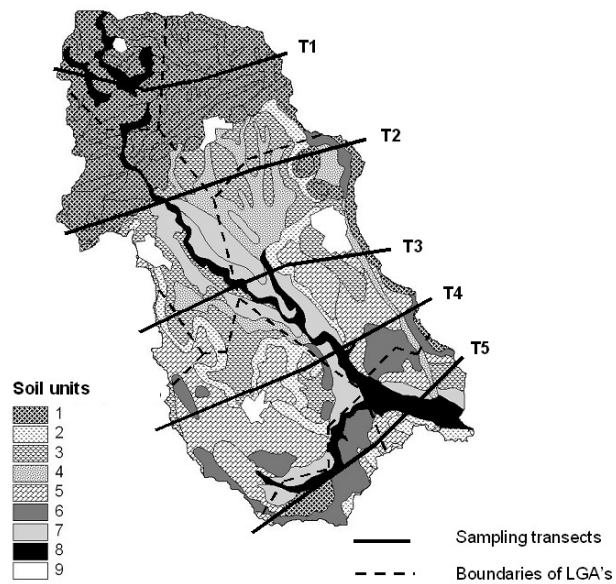 T1
T2
T3
T4
T5
Soil units
1
2
3
4
5
6
7
8
9
Sampling transects
Boundaries of LGA's